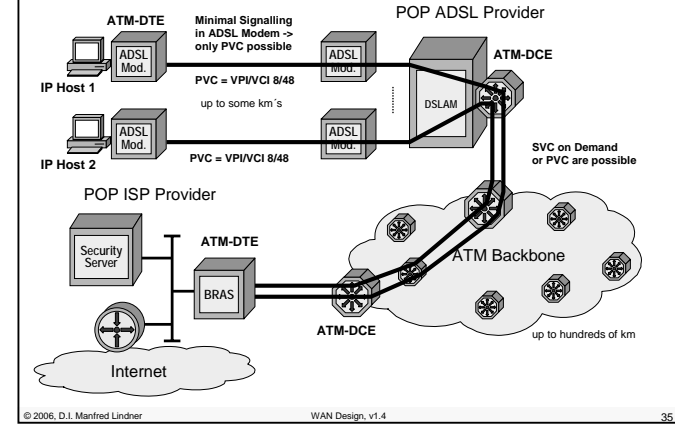 POP ADSL Provider
ATM-DTE
Minimal Signalling
in ADSL Modem ->
only PVC possible
ADSL
Mod.
ADSL
Mod.
ATM-DCE
IP Host 1
PVC = VPI/VCI 8/48
up to some km´s
DSLAM
ADSL
Mod.
ADSL
Mod.
IP Host 2
PVC = VPI/VCI 8/48
SVC on Demand
or PVC are possible
POP ISP Provider
Security
Server
ATM-DTE
BRAS
ATM Backbone
ATM-DCE
up to hundreds of km
Internet
© 2006, D.I. Manfred Lindner
WAN Design, v1.4
35